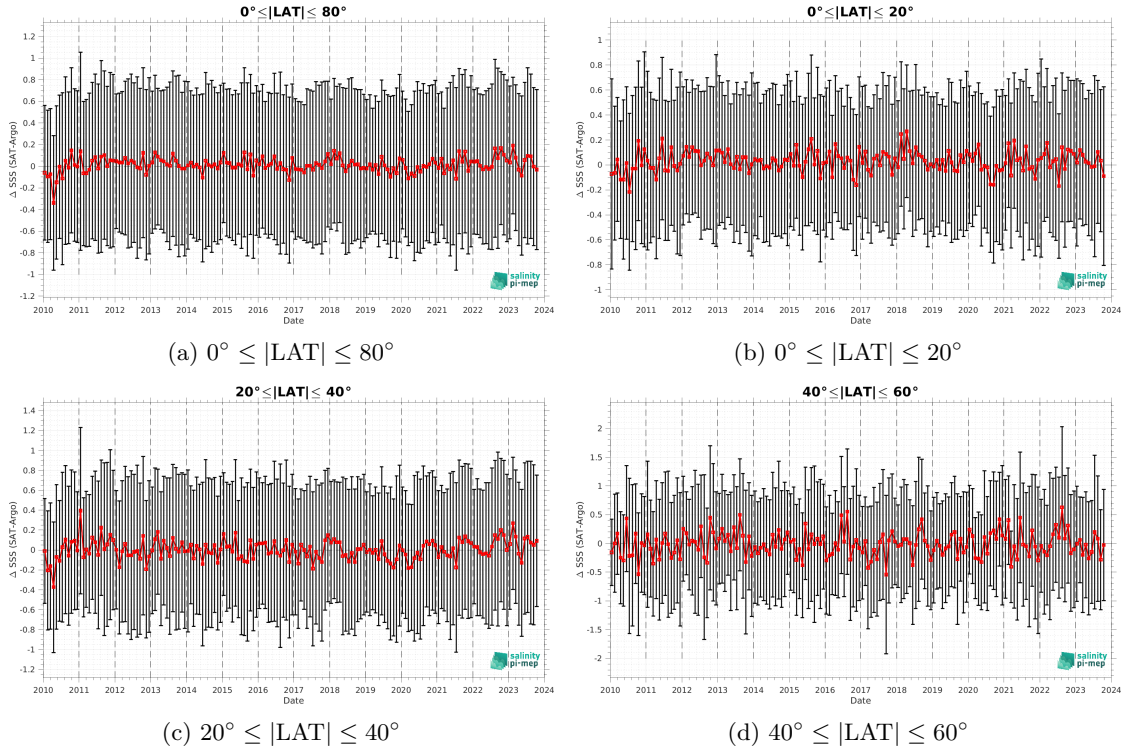 0°≤|LAT|≤ 80°
Δ SSS (SAT-Argo)
1.2
1
0.8
0.6
0.4
0.2
0
-0.2
-0.4
-0.6
-0.8
-1
-1.2
2010 2011 2012 2013 2014 2015 2016 2017 2018 2019 2020 2021 2022 2023 2024
Date
salinity
pi-mep
(a) 0° ≤ |LAT| ≤ 80°
0°≤|LAT|≤ 20°
Δ SSS (SAT-Argo)
1
0.8
0.6
0.4
0.2
0
-0.2
-0.4
-0.6
-0.8
-1
2010 2011 2012 2013 2014 2015 2016 2017 2018 2019 2020 2021 2022 2023 2024
Date
salinity
pi-mep
(b) 0° ≤ |LAT| ≤ 20°
20°≤|LAT|≤ 40°
Δ SSS (SAT-Argo)
1.4
1.2
1
0.8
0.6
0.4
0.2
0
-0.2
-0.4
-0.6
-0.8
-1
-1.2
2010 2011 2012 2013 2014 2015 2016 2017 2018 2019 2020 2021 2022 2023 2024
Date
salinity
pi-mep
(c) 20° ≤ |LAT| ≤ 40°
40°≤|LAT|≤ 60°
Δ SSS (SAT-Argo)
2
1.5
1
0.5
0
-0.5
-1
-1.5
-2
2010 2011 2012 2013 2014 2015 2016 2017 2018 2019 2020 2021 2022 2023 2024
Date
salinity
pi-mep
(d) 40° ≤ |LAT| ≤ 60°